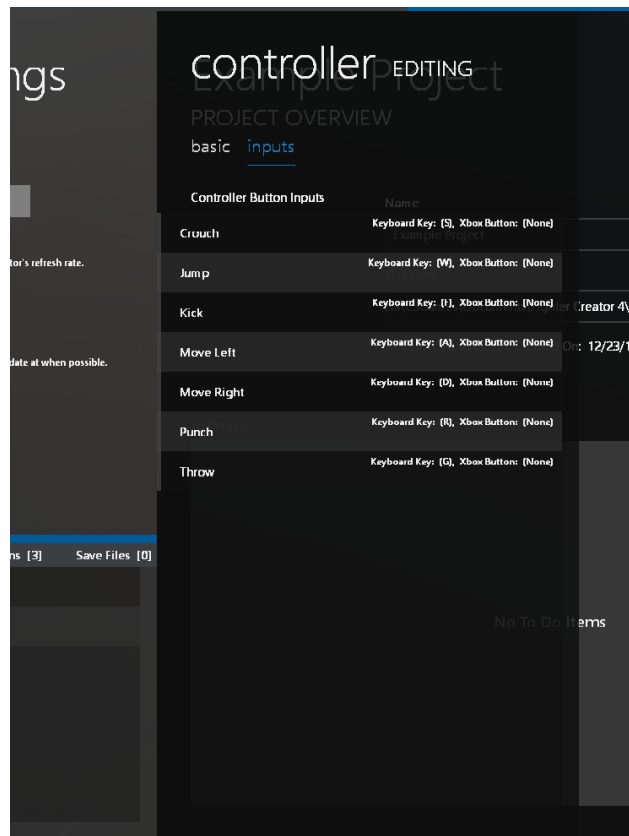 ngs
tor's refresh rate.
date at when possible.
ns [3] Save Files [0]
controller EDITING
Example Project
PROJECT OVERVIEW
basic inputs
Controller Button Inputs
Name
Crouch Keyboard Key: (S), Xbox Button: (None)
Example Project
Jump Keyboard Key: (W), Xbox Button: (None)
Kick Keyboard Key: (F), Xbox Button: (None)
Creator 4\
Move Left Keyboard Key: (A), Xbox Button: (None)
On: 12/23/1
Move Right Keyboard Key: (D), Xbox Button: (None)
Punch Keyboard Key: (R), Xbox Button: (None)
Throw Keyboard Key: (G), Xbox Button: (None)
No To Do Items